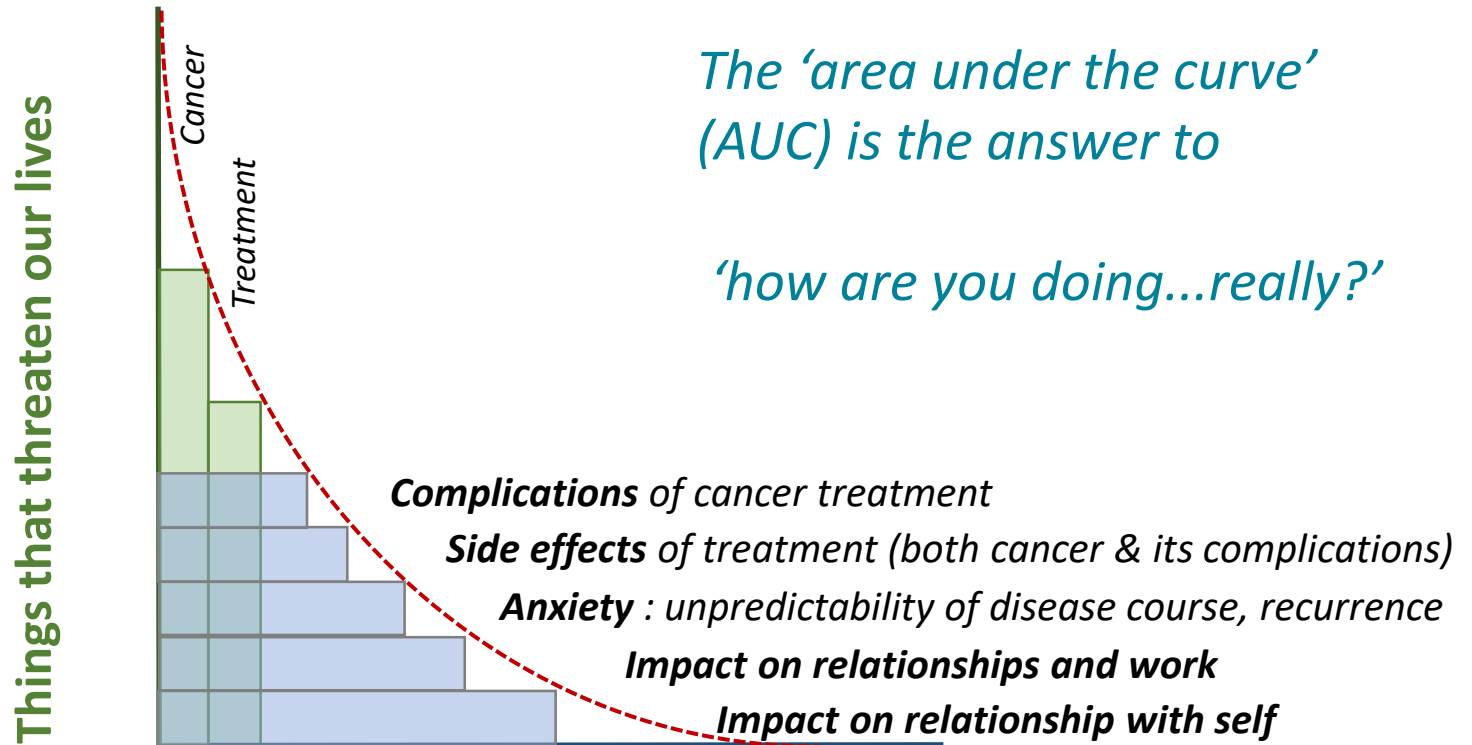 Things that threaten our lives
Cancer
Treatment
The ‘area under the curve’
(AUC) is the answer to
‘how are you doing...really?’
Complications of cancer treatment
Side effects of treatment (both cancer & its complications)
Anxiety : unpredictability of disease course, recurrence
Impact on relationships and work
Impact on relationship with self